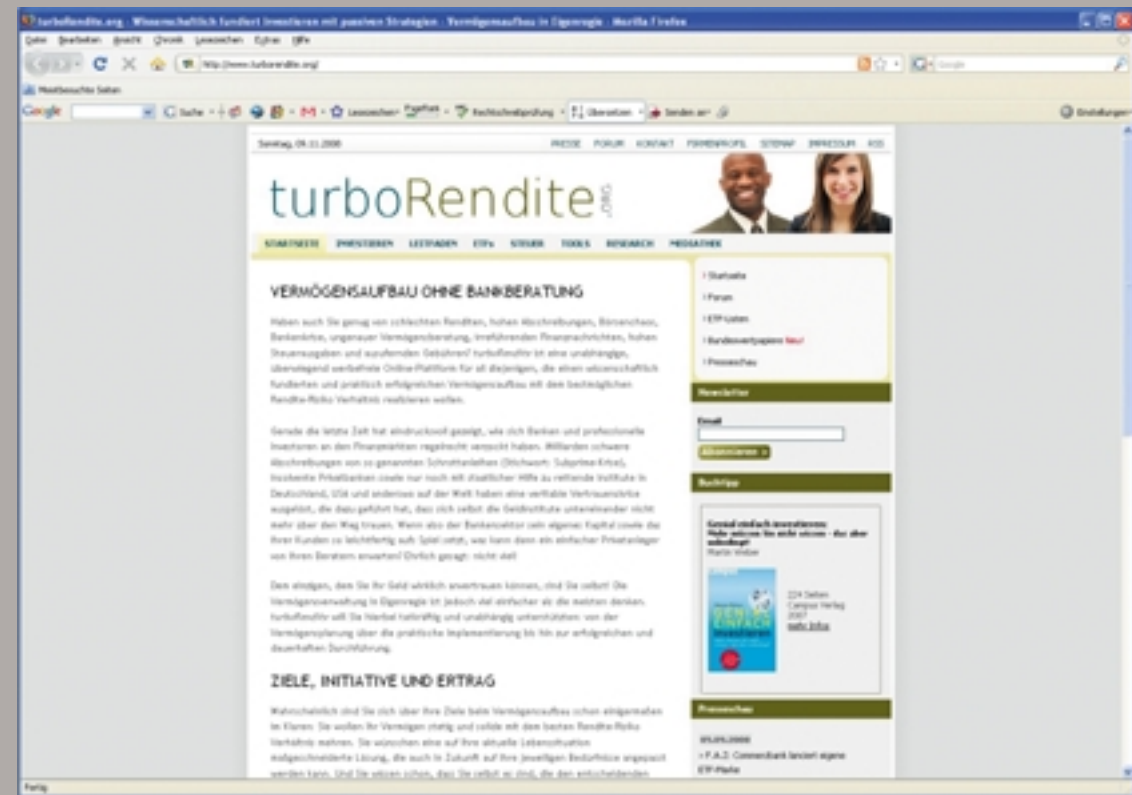 turboRendite.org - Wissenschaftlich fundiert Investieren mit passiven Strategien - Vermögensaufbau in Eigenregie - Mozilla Firefox
Datei Bearbeiten Ansicht Chronik Lesezeichen Extras Hilfe
http://www.turborendite.org/
Google
Meistbesuchte Seiten
Google Suche Lesezeichen PageRank Rechtschreibprüfung Übersetzen Senden an Einstellungen
Sonntag, 09.11.2008
PRESSE FORUM KONTAKT FIRMENPROFIL SITEMAP IMPRESSUM RSS
turboRendite.ORG
STARTSEITE INVESTIEREN LEITFADEN ETFs STEUER TOOLS RESEARCH MEDIATHEK
VERMÖGENSAUFBAU OHNE BANKBERATUNG
Haben auch Sie genug von schlechten Renditen, hohen Abschreibungen, Börsenchaos,
Bankenkrise, ungenauer Vermögensberatung, irreführenden Finanznachrichten, hohen
Steuerausgaben und ausufernden Gebühren? turboRendite ist eine unabhängige,
überwiegend werbefreie Online-Plattform für all diejenigen, die einen wissenschaftlich
fundierten und praktisch erfolgreichen Vermögensaufbau mit dem bestmöglichen
Rendite-Risiko Verhältnis realisieren wollen.
Gerade die letzte Zeit hat eindrucksvoll gezeigt, wie sich Banken und professionelle
Investoren an den Finanzmärkten regelrecht verzockt haben. Milliarden schwere
Abschreibungen von so genannten Schrottanleihen (Stichwort: Subprime-Krise),
insolvente Privatbanken sowie nur noch mit staatlicher Hilfe zu rettende Institute in
Deutschland, USA und anderswo auf der Welt haben eine veritable Vertrauenskrise
ausgelöst, die dazu geführt hat, dass sich selbst die Geldinstitute untereinander nicht
mehr über den Weg trauen. Wenn also der Bankensektor sein eigenes Kapital sowie das
ihrer Kunden so leichtfertig aufs Spiel setzt, was kann dann ein einfacher Privatanleger
von ihren Beratern erwarten? Ehrlich gesagt: nicht viel!
Dem einzigen, dem Sie Ihr Geld wirklich anvertrauen können, sind Sie selbst! Die
Vermögensverwaltung in Eigenregie ist jedoch viel einfacher als die meisten denken.
turboRendite will Sie hierbei tatkräftig und unabhängig unterstützen: von der
Vermögensplanung über die praktische Implementierung bis hin zur erfolgreichen und
dauerhaften Durchführung.
ZIELE, INITIATIVE UND ERTRAG
Wahrscheinlich sind Sie sich über Ihre Ziele beim Vermögensaufbau schon einigermaßen
im Klaren: Sie wollen Ihr Vermögen stetig und solide mit dem besten Rendite-Risiko
Verhältnis mehren. Sie wünschen eine auf Ihre aktuelle Lebenssituation
maßgeschneiderte Lösung, die auch in Zukunft auf Ihre jeweiligen Bedürfnisse angepasst
werden kann. Und Sie wissen schon, dass Sie selbst es sind, die den entscheidenden
Startseite
Forum
ETF-Listen
Bundeswertpapiere Neu!
Presseschau
Newsletter
Email
Abonnieren
Buchtipp
Genial einfach investieren:
Mehr müssen Sie nicht wissen - das aber
unbedingt!
Martin Weber
GENIAL
EINFACH
investieren
224 Seiten
Campus Verlag
2007
mehr Infos
Presseschau
F.A.Z. Commerzbank lanciert eigene
ETF-Marke
Fertig